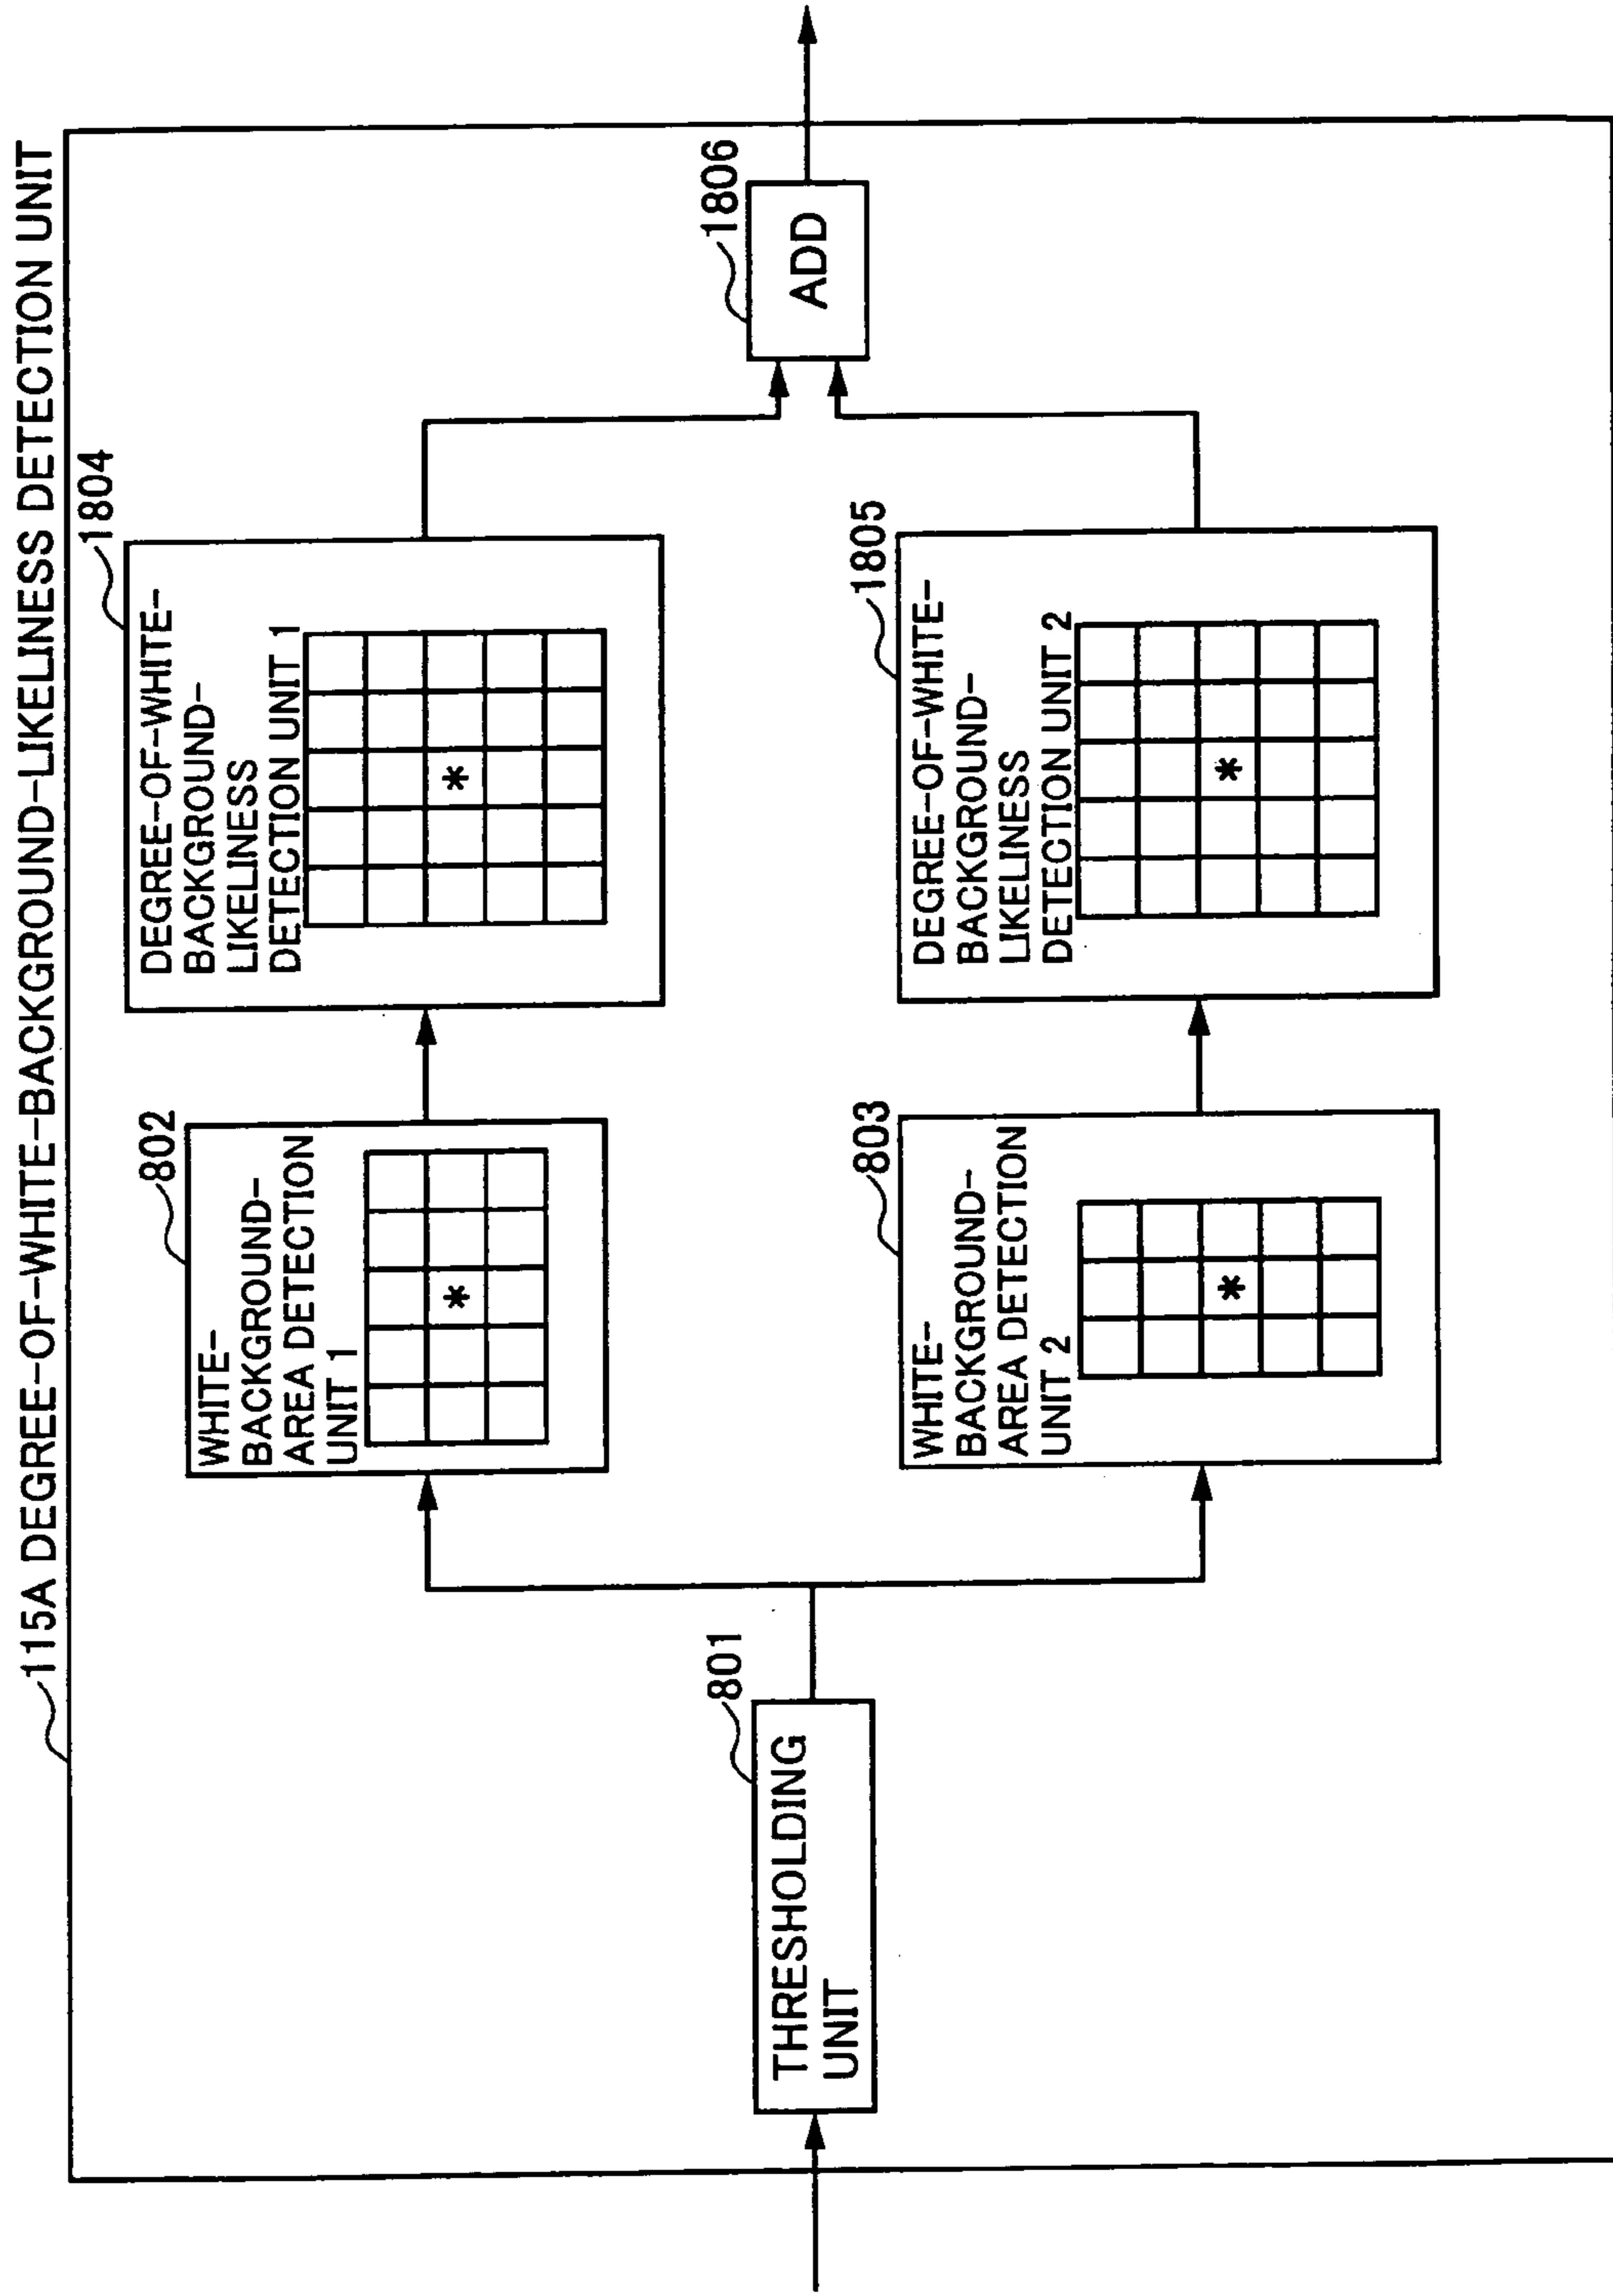 115A DEGREE-OF-WHITE-BACKGROUND-LIKELINESS DETECTION UNIT
801
THRESHOLDING
UNIT
802
WHITE-
BACKGROUND-
AREA DETECTION
UNIT 1
*
1804
DEGREE-OF-WHITE-
BACKGROUND-
LIKELINESS
DETECTION UNIT 1
*
803
WHITE-
BACKGROUND-
AREA DETECTION
UNIT 2
*
1805
DEGREE-OF-WHITE-
BACKGROUND-
LIKELINESS
DETECTION UNIT 2
*
1806
ADD